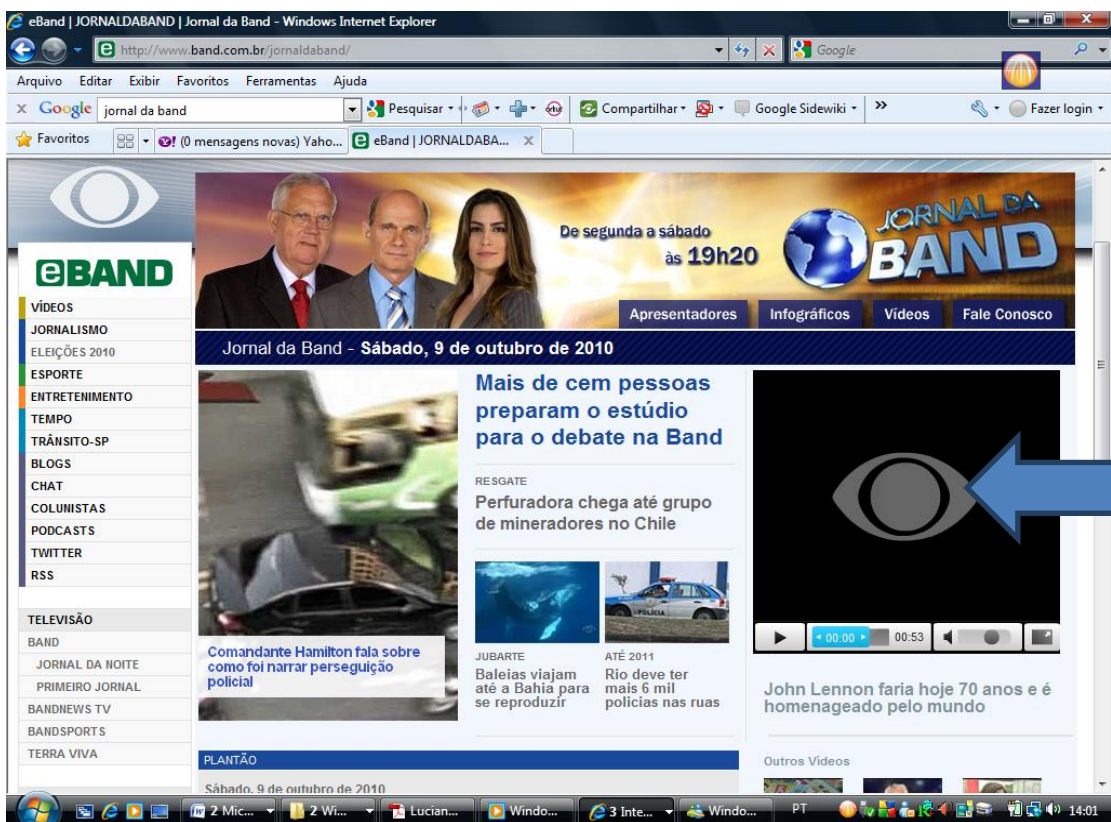 eBand | JORNALDABAND | Jornal da Band - Windows Internet Explorer
http://www.band.com.br/jornaldaband/
Google
Arquivo Editar Exibir Favoritos Ferramentas Ajuda
x Google jornal da band Pesquisar Compartilhar Google Sidewiki Fazer login
Favoritos (0 mensagens novas) Yaho... eBand | JORNALDABA... x
De segunda a sábado
às 19h20
JORNAL DA
BAND
Apresentadores Infográficos Vídeos Fale Conosco
eBAND
VÍDEOS
JORNALISMO
ELEIÇÕES 2010
ESPORTE
ENTRETENIMENTO
TEMPO
TRÂNSITO-SP
BLOGS
CHAT
COLUNISTAS
PODCASTS
TWITTER
RSS
TELEVISÃO
BAND
JORNAL DA NOITE
PRIMEIRO JORNAL
BANDNEWS TV
BANDSPORTS
TERRA VIVA
Jornal da Band - Sábado, 9 de outubro de 2010
Comandante Hamilton fala sobre
como foi narrar perseguição
policial
Mais de cem pessoas
preparam o estúdio
para o debate na Band
RESGATE
Perfuradora chega até grupo
de mineradores no Chile
POLÍCIA
JUBARTE
Baleias viajam
até a Bahia para
se reproduzir
ATÉ 2011
Rio deve ter
mais 6 mil
policias nas ruas
00:00 00:53
John Lennon faria hoje 70 anos e é
homenageado pelo mundo
Outros Vídeos
PLANTÃO
Sábado, 9 de outubro de 2010
2 Mic... 2 Wi... Lucian... Windo... 3 Inte... Windo... PT 14:01